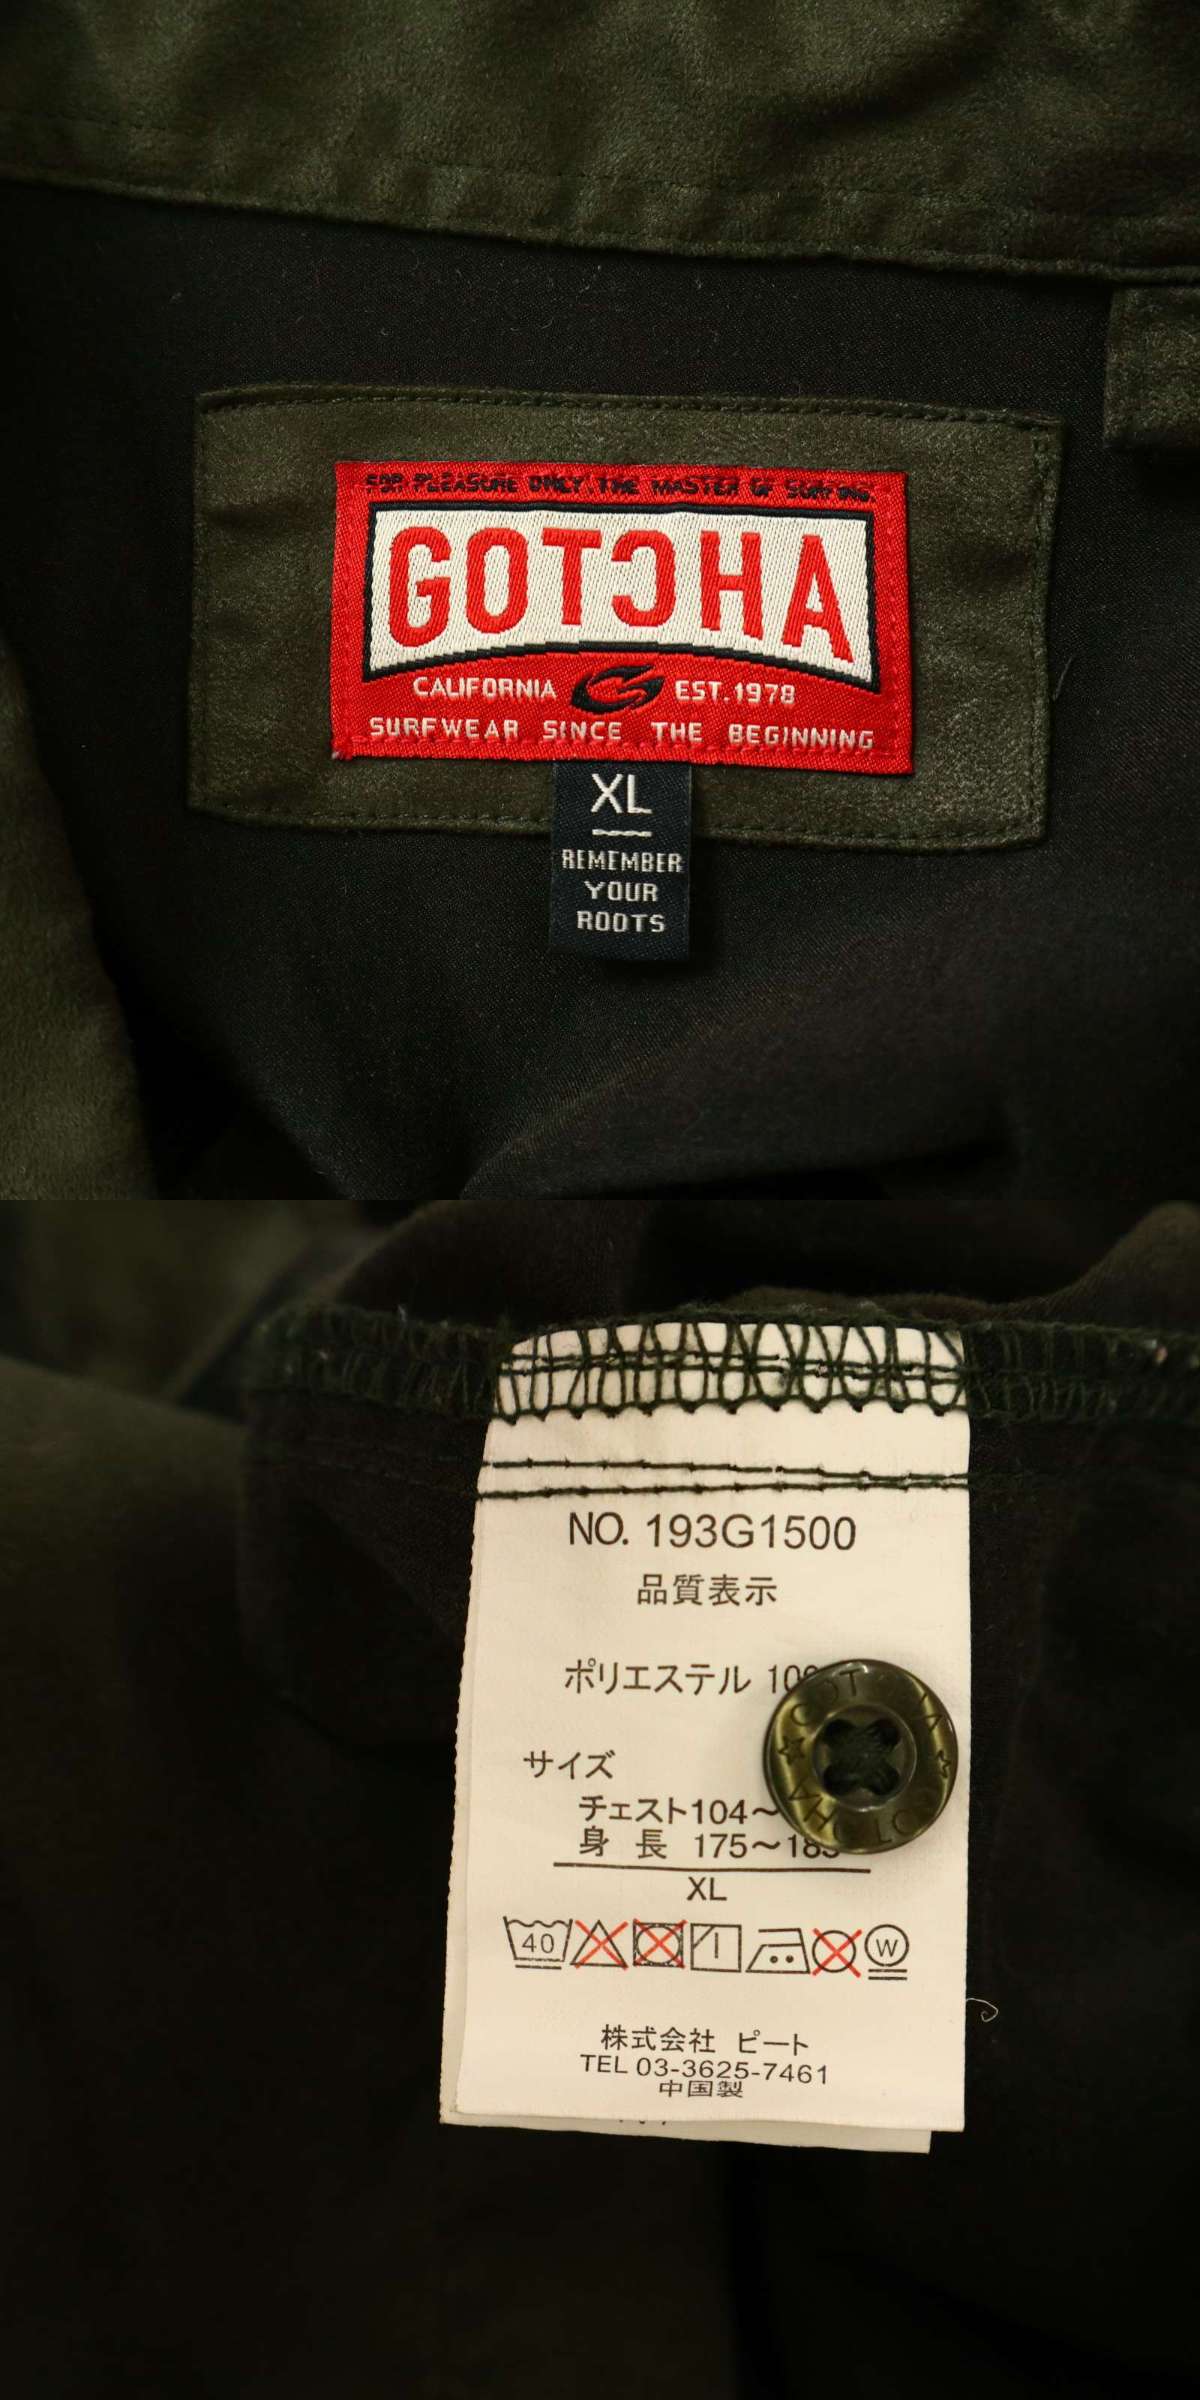 FOR PLEASURE ONLY. THE MASTER OF SURFING.
GOTCHA
CALIFORNIA EST.1978
SURFWEAR SINCE THE BEGINNING
XL
REMEMBER
YOUR
ROOTS
NO. 193G1500
品質表示
ポリエステル
サイズ
チェスト104~
身長 175~185
XL
40 W
株式会社 ピート
TEL 03-3625-7461
中国製